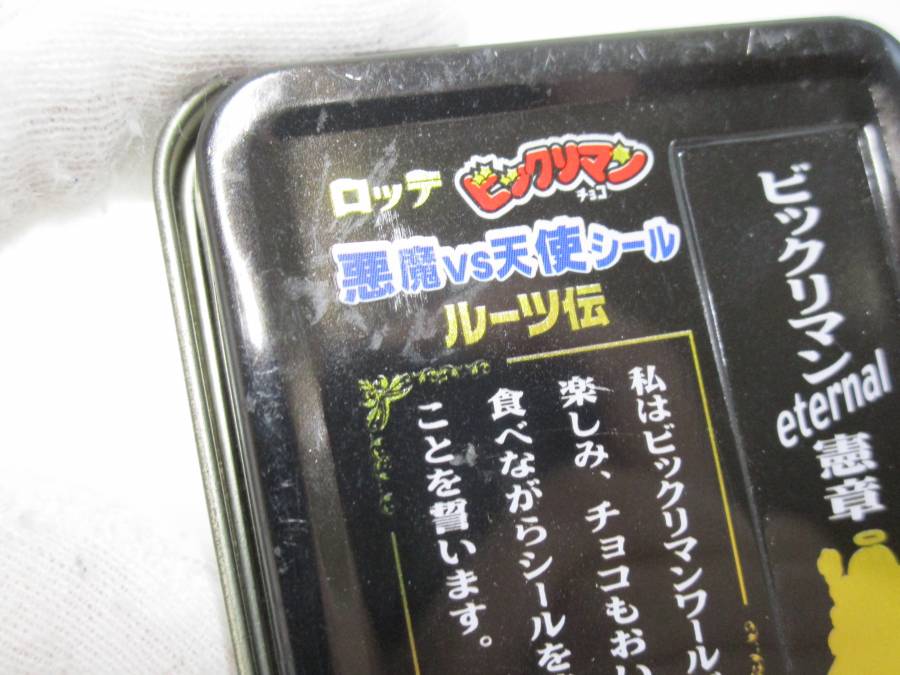 ロッテ ビックリマン
チョコ
悪魔VS天使シール
ルーツ伝
ビックリマン
eternal
憲章
私はビックリマンワール
楽しみ、チョコもおい
食べながらシールを
ことを誓います。